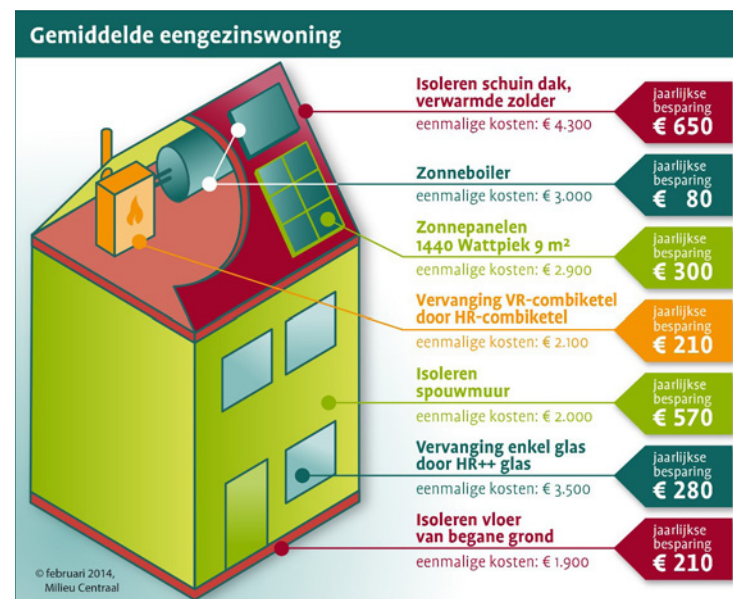 Gemiddelde eengezinswoning
Isoleren schuin dak,
verwarmde zolder
eenmalige kosten: € 4.300
jaarlijkse
besparing
€ 650
Zonneboiler
eenmalige kosten: € 3.000
jaarlijkse
besparing
€ 80
Zonnepanelen
1440 Wattpiek 9 m²
eenmalige kosten: € 2.900
jaarlijkse
besparing
€ 300
Vervanging VR-combiketel
door HR-combiketel
eenmalige kosten: € 2.100
jaarlijkse
besparing
€ 210
Isoleren
spouwmuur
eenmalige kosten: € 2.000
jaarlijkse
besparing
€ 570
Vervanging enkel glas
door HR++ glas
eenmalige kosten: € 3.500
jaarlijkse
besparing
€ 280
Isoleren vloer
van begane grond
eenmalige kosten: € 1.900
jaarlijkse
besparing
€ 210
© februari 2014,
Milieu Centraal